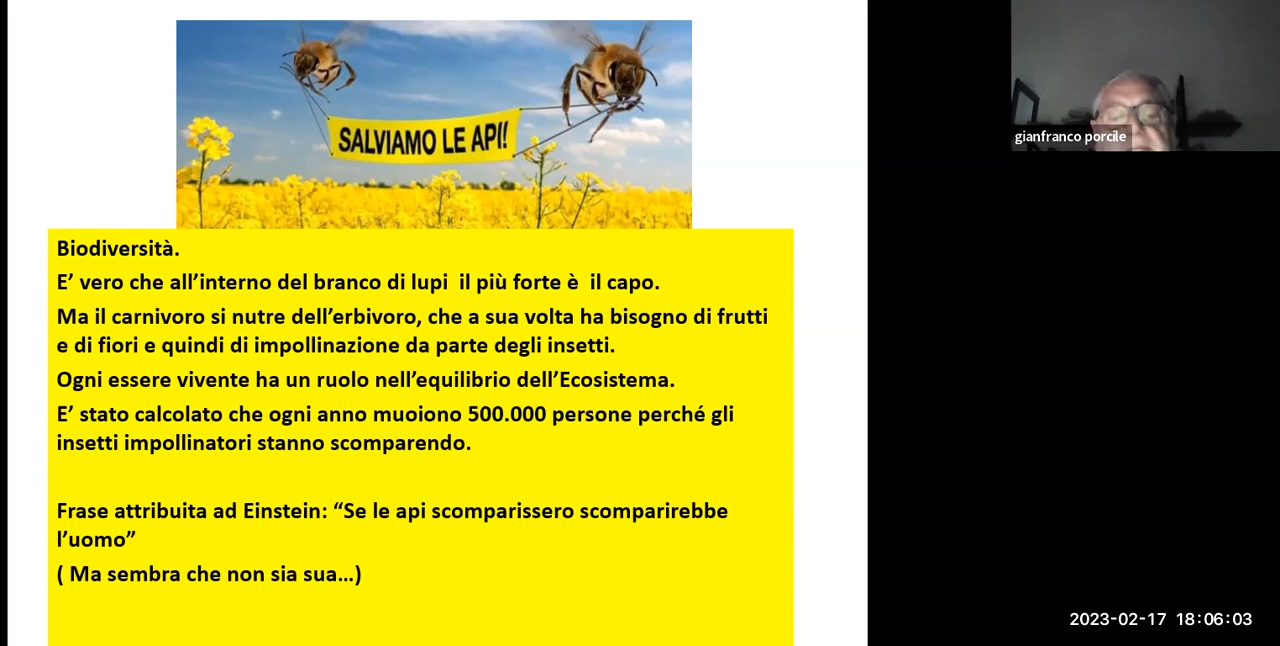 SALVIAMO LE API!
gianfranco porcile
Biodiversità.
E’ vero che all’interno del branco di lupi  il più forte è  il capo.
Ma il carnivoro si nutre dell’erbivoro, che a sua volta ha bisogno di frutti
e di fiori e quindi di impollinazione da parte degli insetti.
Ogni essere vivente ha un ruolo nell’equilibrio dell’Ecosistema.
E’ stato calcolato che ogni anno muoiono 500.000 persone perché gli
insetti impollinatori stanno scomparendo.
Frase attribuita ad Einstein: “Se le api scomparissero scomparirebbe
l’uomo”
( Ma sembra che non sia sua…)
2023-02-17 18:06:03